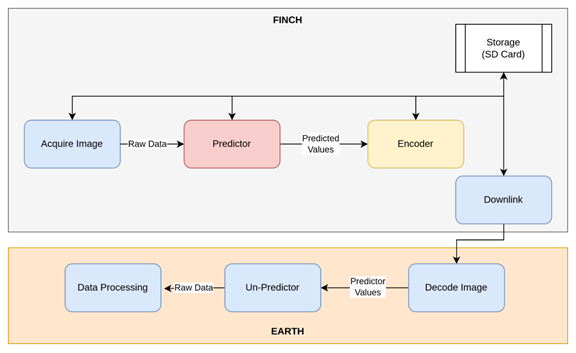 FINCH
Storage
(SD Card)
Acquire Image
Raw Data
Predictor
Predicted
Values
Encoder
Downlink
Data Processing
Raw Data
Un-Predictor
Predictor
Values
Decode Image
EARTH